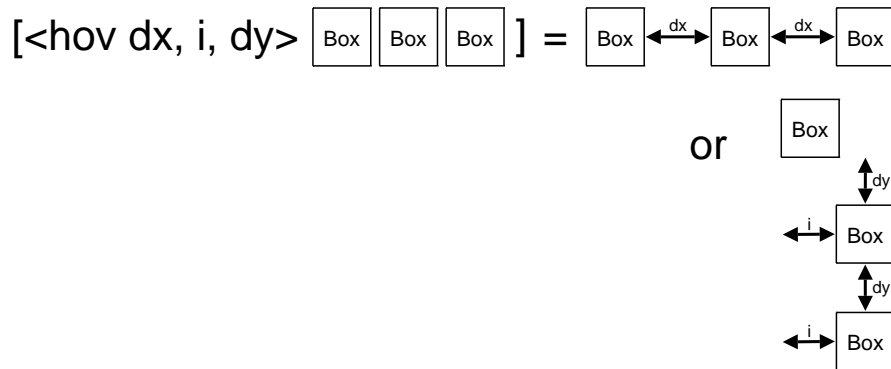 [<hov dx, i, dy> Box Box Box ] = Box dx Box dx Box
or Box
dy
i Box
dy
i Box